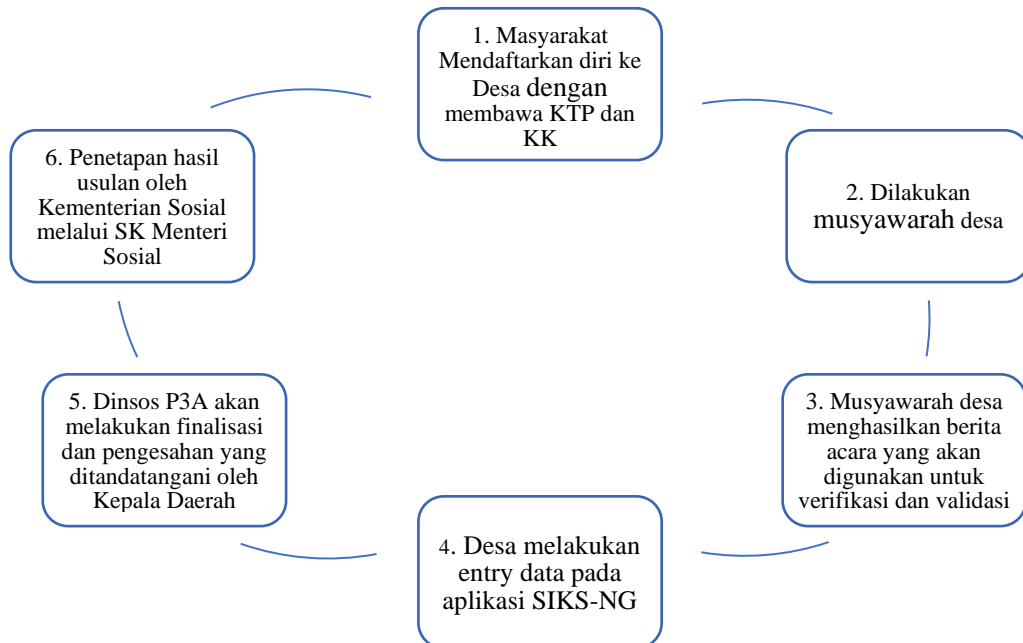 1. Masyarakat
Mendaftarkan diri ke
Desa dengan
membawa KTP dan
KK
2. Dilakukan
musyawarah desa
3. Musyawarah desa
menghasilkan berita
acara yang akan
digunakan untuk
verifikasi dan validasi
4. Desa melakukan
entry data pada
aplikasi SIKS-NG
5. Dinsos P3A akan
melakukan finalisasi
dan pengesahan yang
ditandatangani oleh
Kepala Daerah
6. Penetapan hasil
usulan oleh
Kementerian Sosial
melalui SK Menteri
Sosial